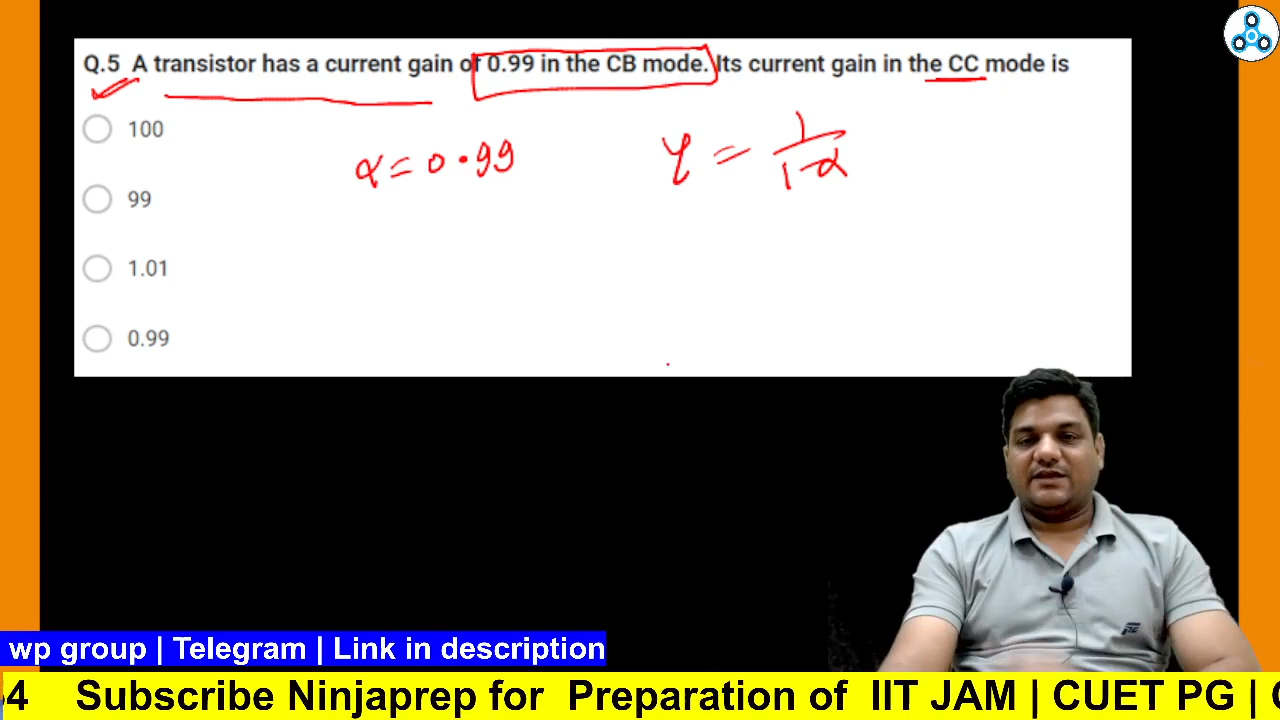 Q.5 A transistor has a current gain of 0.99 in the CB mode. Its current gain in the CC mode is
100
α = 0.99
γ = 1/1-α
99
1.01
0.99
wp group | Telegram | Link in description
4 Subscribe Ninjaprep for Preparation of IIT JAM | CUET PG |